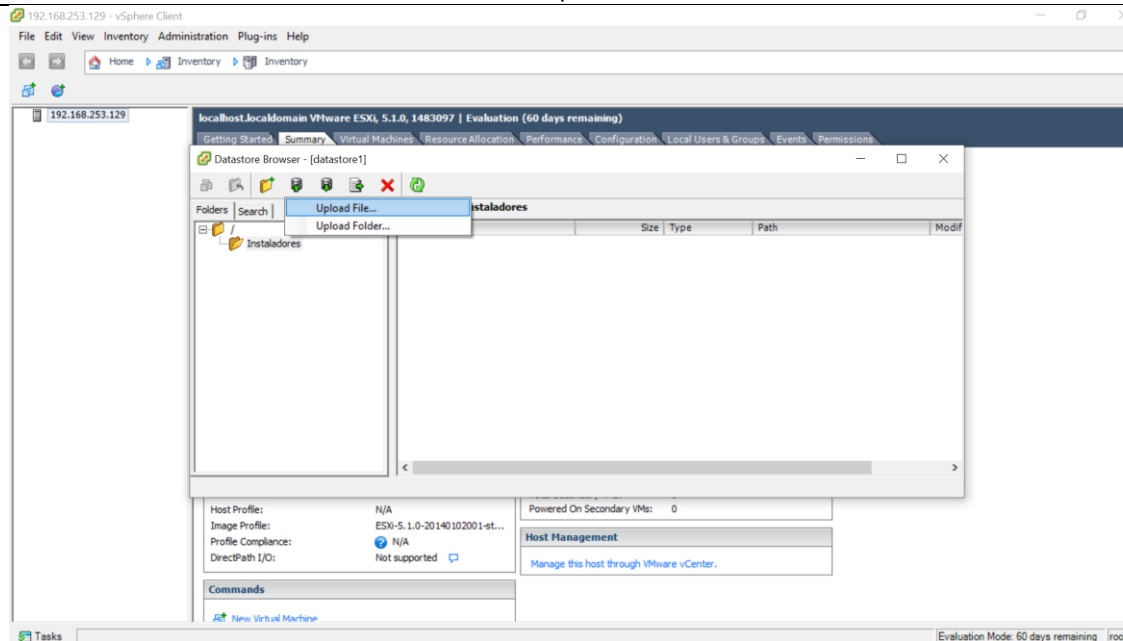 192.168.253.129 - vSphere Client
File Edit View Inventory Administration Plug-ins Help
Home Inventory Inventory
192.168.253.129
localhost.localdomain VMware ESXi, 5.1.0, 1483097 | Evaluation (60 days remaining)
Getting Started Summary Virtual Machines Resource Allocation Performance Configuration Local Users & Groups Events Permissions
Datastore Browser - [datastore1]
Folders Search
Upload File...
Upload Folder...
Size Type Path Modif
/
Instaladores
Host Profile: N/A
Powered On Secondary VMs: 0
Image Profile: ESXi-5.1.0-20140102001-st...
Profile Compliance: N/A
Host Management
DirectPath I/O: Not supported
Manage this host through VMware vCenter.
Commands
New Virtual Machine
Tasks
Evaluation Mode: 60 days remaining